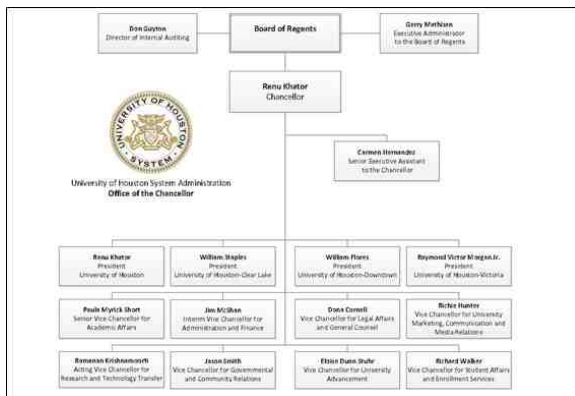 Don Guyton
Director of Internal Auditing
Board of Regents
Gerry Mathisen
Executive Administrator
to the Board of Regents
Renu Khator
Chancellor
UNIVERSITY OF HOUSTON
SYSTEM
Carmen Hernandez
Senior Executive Assistant
to the Chancellor
University of Houston System Administration
Office of the Chancellor
Renu Khator
President
University of Houston
William Staples
President
University of Houston-Clear Lake
William Flores
President
University of Houston-Downtown
Raymond Victor Morgan Jr.
President
University of Houston-Victoria
Paula Myrick Short
Senior Vice Chancellor for
Academic Affairs
Jim McShan
Interim Vice Chancellor for
Administration and Finance
Dona Cornell
Vice Chancellor for Legal Affairs
and General Counsel
Richie Hunter
Vice Chancellor for University
Marketing, Communication and
Media Relations
Ramanan Krishnamoorti
Acting Vice Chancellor for
Research and Technology Transfer
Jason Smith
Vice Chancellor for Governmental
and Community Relations
Eloise Dunn Stuhr
Vice Chancellor for University
Advancement
Richard Walker
Vice Chancellor for Student Affairs
and Enrollment Services